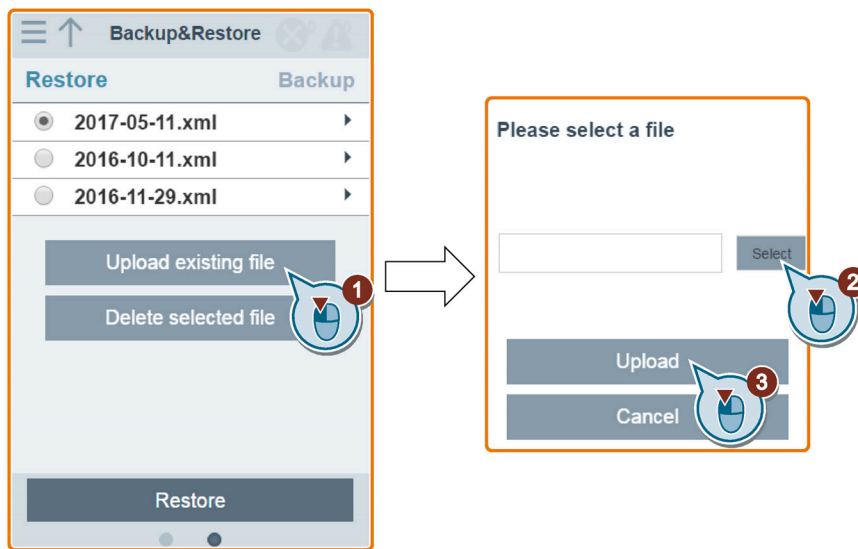 Backup&Restore
Restore Backup
2017-05-11.xml
2016-10-11.xml
2016-11-29.xml
Upload existing file
1
Delete selected file
Restore
Please select a file
Select
2
Upload
3
Cancel